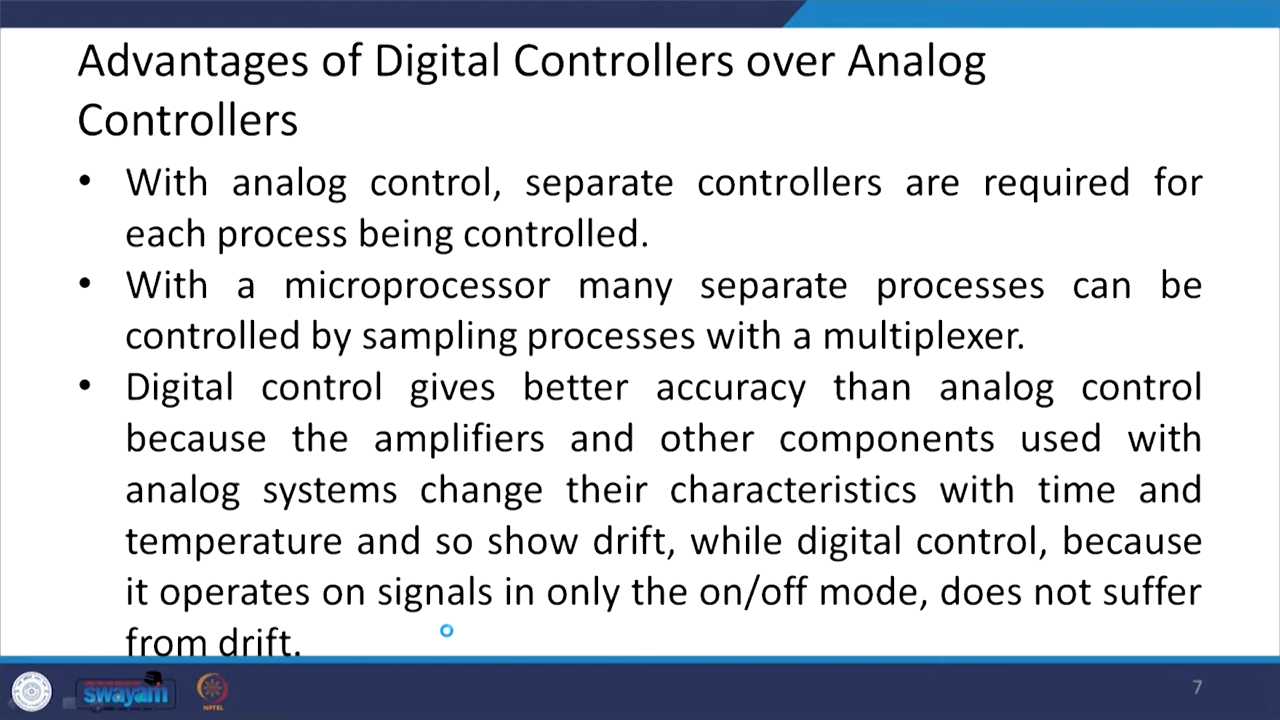 Advantages of Digital Controllers over Analog
Controllers
• With analog control, separate controllers are required for
each process being controlled.
• With a microprocessor many separate processes can be
controlled by sampling processes with a multiplexer.
• Digital control gives better accuracy than analog control
because the amplifiers and other components used with
analog systems change their characteristics with time and
temperature and so show drift, while digital control, because
it operates on signals in only the on/off mode, does not suffer
from drift.
swayam
NPTEL
7